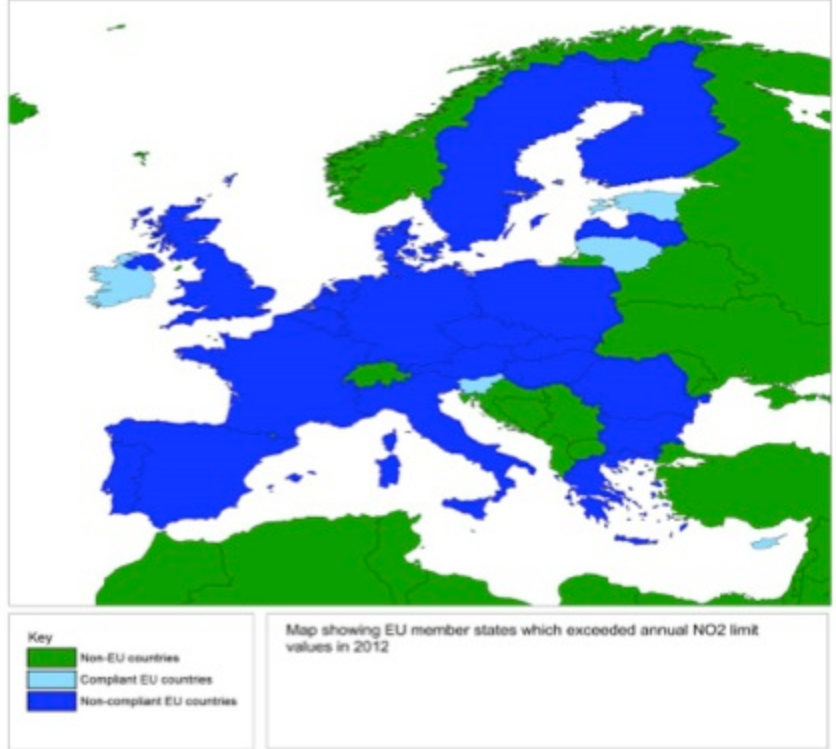 Key
Non-EU countries
Compliant EU countries
Non-compliant EU countries
Map showing EU member states which exceeded annual NO2 limit
values in 2012